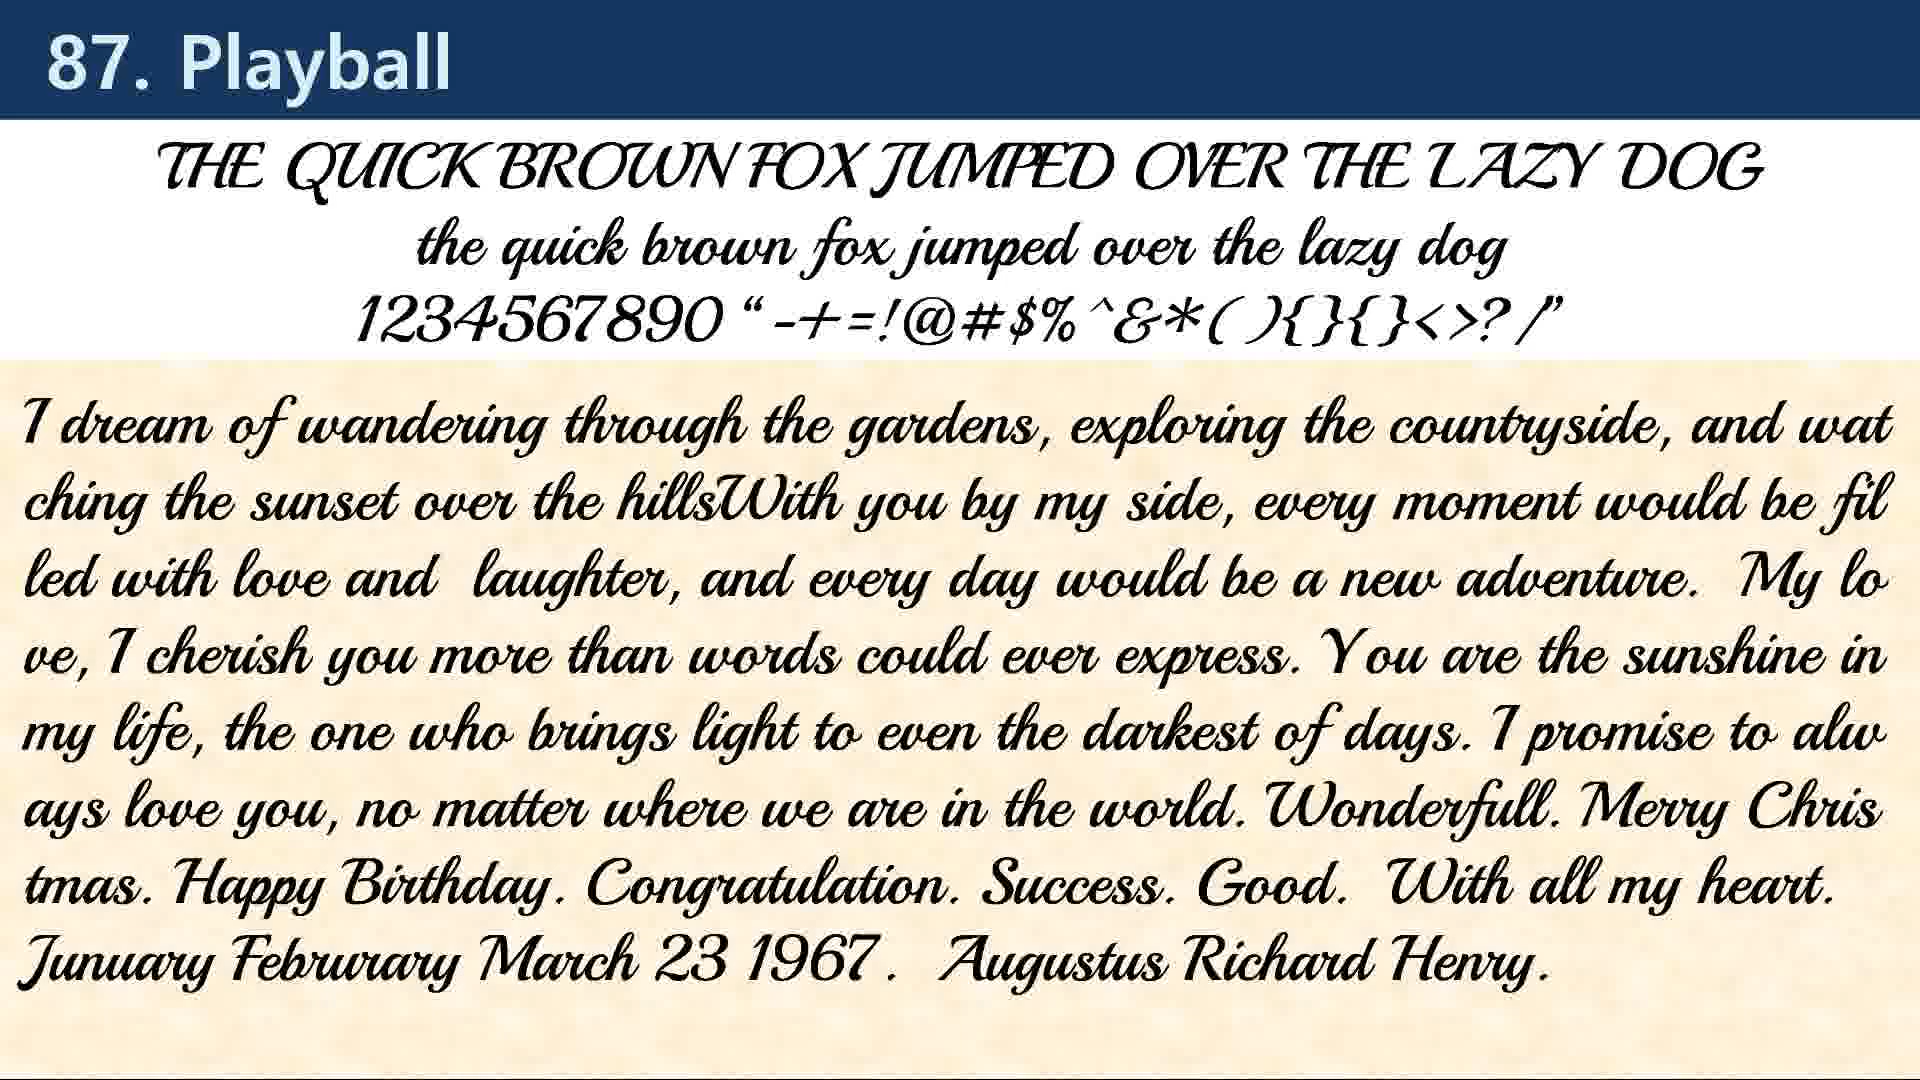 87. Playball
THE QUICK BROWN FOX JUMPED OVER THE LAZY DOG
the quick brown fox jumped over the lazy dog
1234567890 “ -+=!@#$%^&*( ){}{}<>? /”
I dream of wandering through the gardens, exploring the countryside, and wat
ching the sunset over the hillsWith you by my side, every moment would be fil
led with love and  laughter, and every day would be a new adventure.  My lo
ve, I cherish you more than words could ever express. You are the sunshine in
my life, the one who brings light to even the darkest of days. I promise to alw
ays love you, no matter where we are in the world. Wonderfull. Merry Chris
tmas. Happy Birthday. Congratulation. Success. Good.  With all my heart.
Junuary Februrary March 23 1967 .  Augustus Richard Henry.